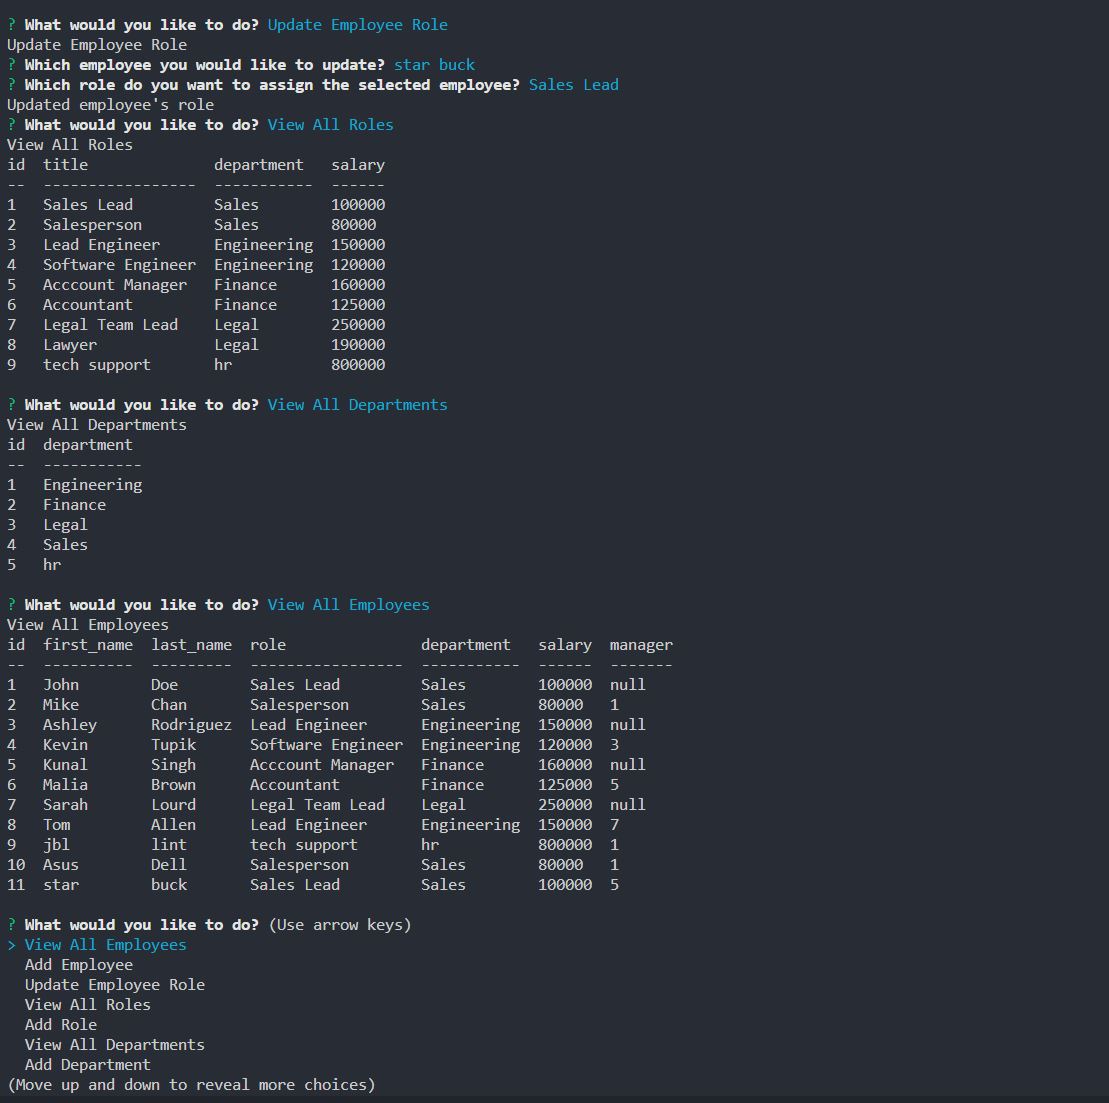 ? What would you like to do? Update Employee Role
Update Employee Role
? Which employee you would like to update? star buck
? Which role do you want to assign the selected employee? Sales Lead
Updated employee's role
? What would you like to do? View All Roles
View All Roles
id  title              department   salary
--  -----------------  -----------  ------
1   Sales Lead         Sales        100000
2   Salesperson        Sales        80000
3   Lead Engineer      Engineering  150000
4   Software Engineer  Engineering  120000
5   Acccount Manager   Finance      160000
6   Accountant         Finance      125000
7   Legal Team Lead    Legal        250000
8   Lawyer             Legal        190000
9   tech support       hr           800000
? What would you like to do? View All Departments
View All Departments
id  department
--  -----------
1   Engineering
2   Finance
3   Legal
4   Sales
5   hr
? What would you like to do? View All Employees
View All Employees
id  first_name  last_name  role               department   salary  manager
--  ----------  ---------  -----------------  -----------  ------  -------
1   John        Doe        Sales Lead         Sales        100000  null
2   Mike        Chan       Salesperson        Sales        80000   1
3   Ashley      Rodriguez  Lead Engineer      Engineering  150000  null
4   Kevin       Tupik      Software Engineer  Engineering  120000  3
5   Kunal       Singh      Acccount Manager   Finance      160000  null
6   Malia       Brown      Accountant         Finance      125000  5
7   Sarah       Lourd      Legal Team Lead    Legal        250000  null
8   Tom         Allen      Lead Engineer      Engineering  150000  7
9   jbl         lint       tech support       hr           800000  1
10  Asus        Dell       Salesperson        Sales        80000   1
11  star        buck       Sales Lead         Sales        100000  5
? What would you like to do? (Use arrow keys)
> View All Employees
  Add Employee
  Update Employee Role
  View All Roles
  Add Role
  View All Departments
  Add Department
(Move up and down to reveal more choices)